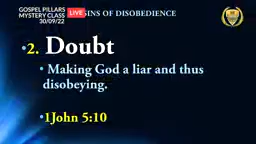 GOSPEL PILLARS
MYSTERY CLASS
30/09/22
LIVE
INS OF DISOBEDIENCE
•2. Doubt
• Making God a liar and thus
disobeying.
•1John 5:10